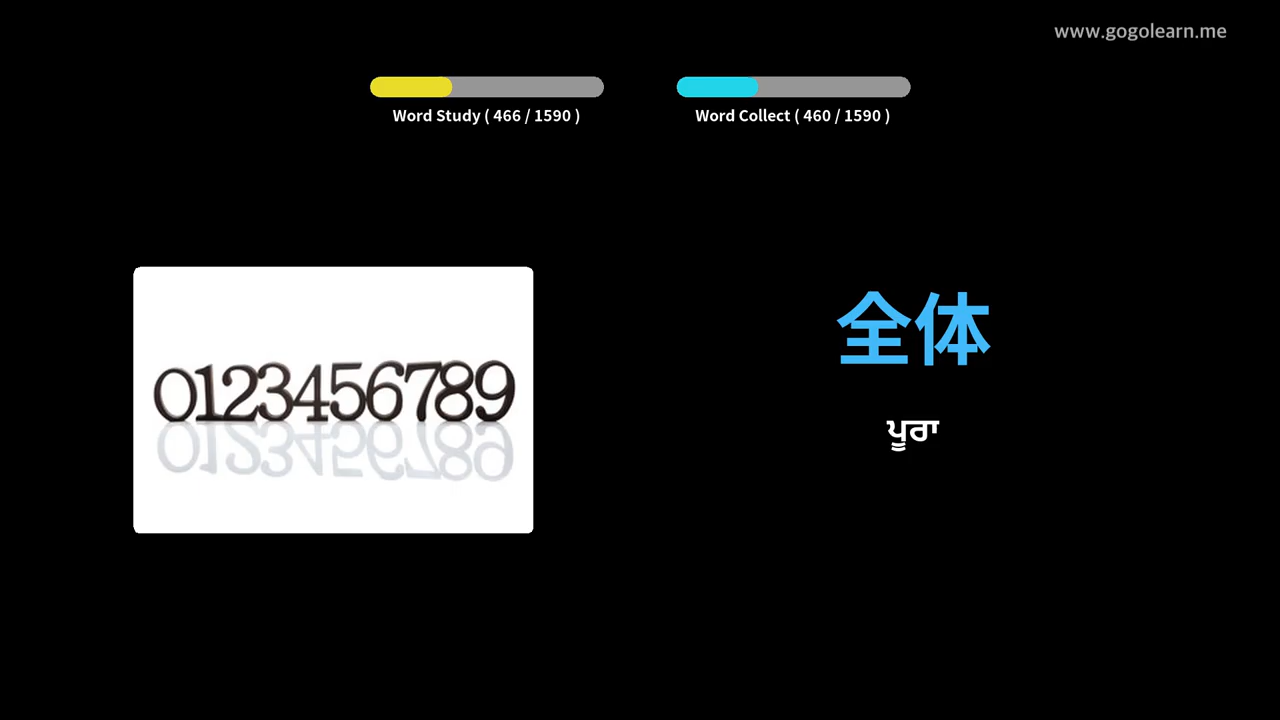 www.gogolearn.me
Word Study ( 466 / 1590 )
Word Collect ( 460 / 1590 )
0123456789
全体
ਪੂਰਾ